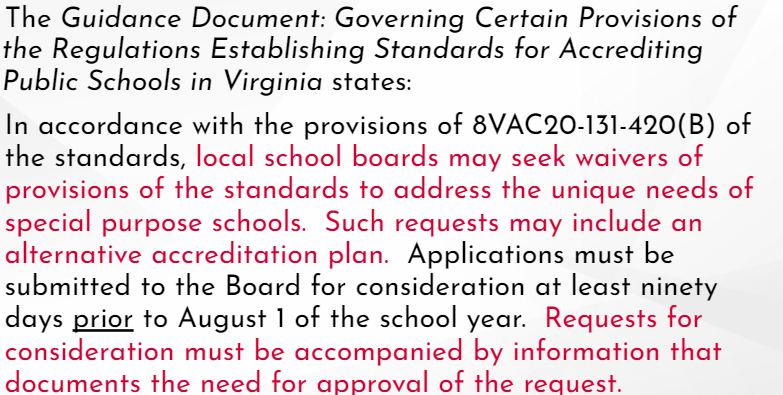 The Guidance Document: Governing Certain Provisions of
the Regulations Establishing Standards for Accrediting
Public Schools in Virginia states:
In accordance with the provisions of 8VAC20-131-420(B) of
the standards, local school boards may seek waivers of
provisions of the standards to address the unique needs of
special purpose schools.  Such requests may include an
alternative accreditation plan.  Applications must be
submitted to the Board for consideration at least ninety
days prior to August 1 of the school year.  Requests for
consideration must be accompanied by information that
documents the need for approval of the request.